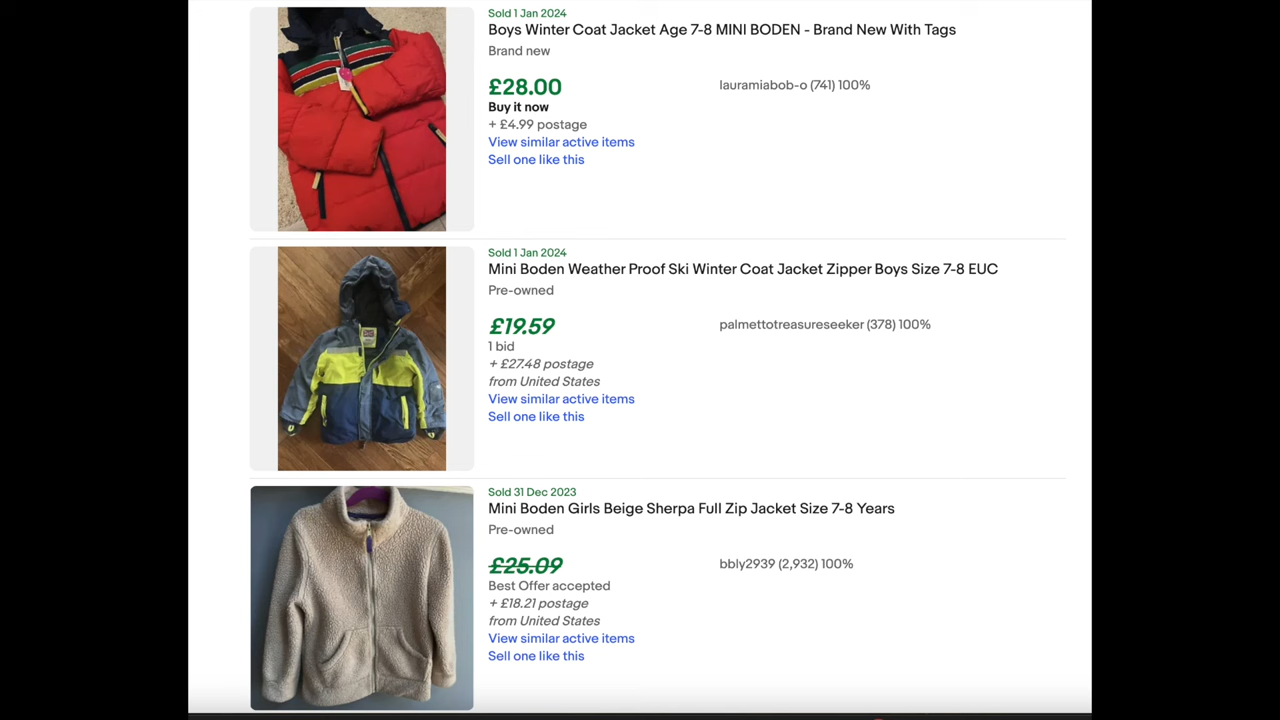 Sold 1 Jan 2024
Boys Winter Coat Jacket Age 7-8 MINI BODEN - Brand New With Tags
Brand new
£28.00
lauramiabob-o (741) 100%
Buy it now
+ £4.99 postage
View similar active items
Sell one like this
Sold 1 Jan 2024
Mini Boden Weather Proof Ski Winter Coat Jacket Zipper Boys Size 7-8 EUC
Pre-owned
£19.59
palmettotreasureseeker (378) 100%
1 bid
+ £27.48 postage
from United States
View similar active items
Sell one like this
Sold 31 Dec 2023
Mini Boden Girls Beige Sherpa Full Zip Jacket Size 7-8 Years
Pre-owned
£25.09
bbly2939 (2,932) 100%
Best Offer accepted
+ £18.21 postage
from United States
View similar active items
Sell one like this